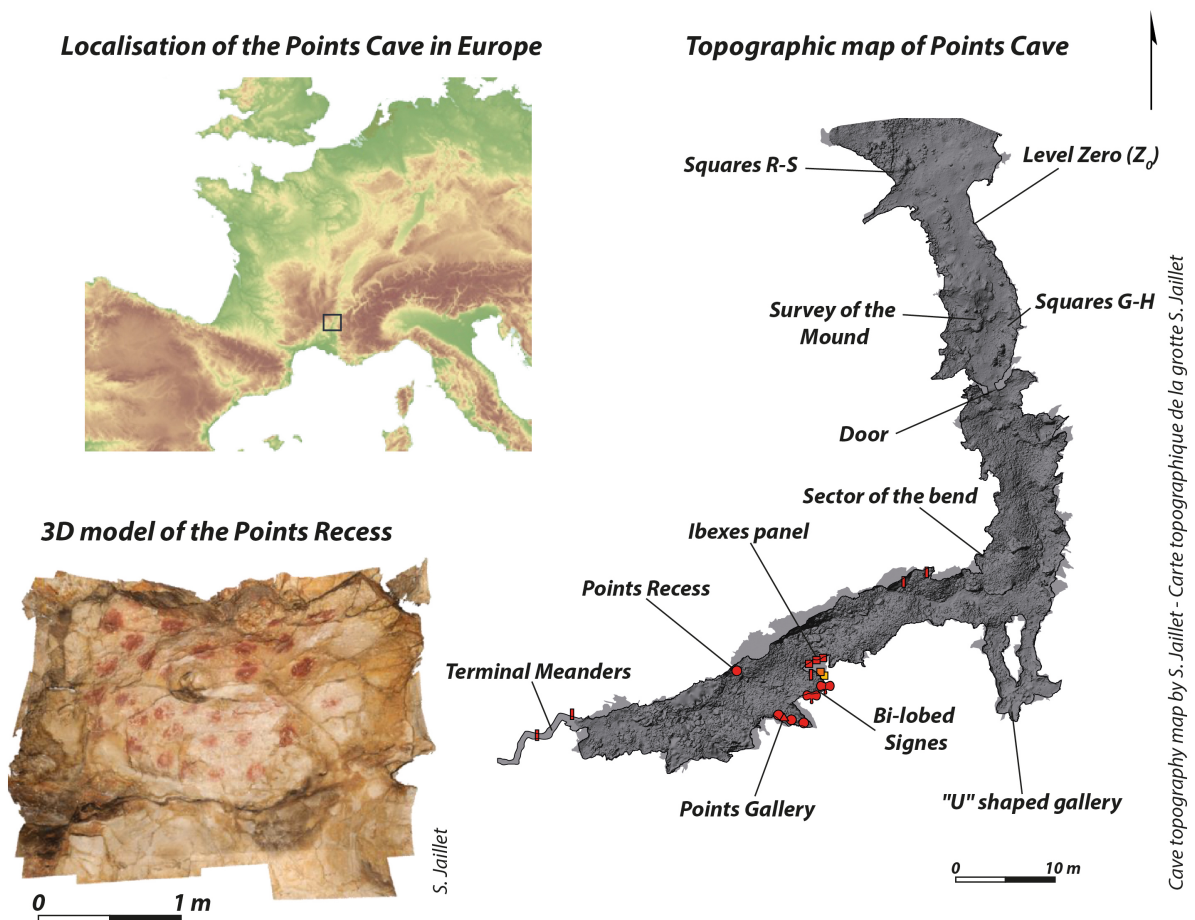 Localisation of the Points Cave in Europe
Topographic map of Points Cave
Squares R-S
Level Zero (Z0)
Survey of the
Mound
Squares G-H
Door
Sector of the bend
Ibexes panel
Points Recess
Terminal Meanders
Bi-lobed
Signes
Points Gallery
"U" shaped gallery
0 10 m
3D model of the Points Recess
S. Jaillet
0 1 m
Cave topography map by S. Jaillet - Carte topographique de la grotte S. Jaillet